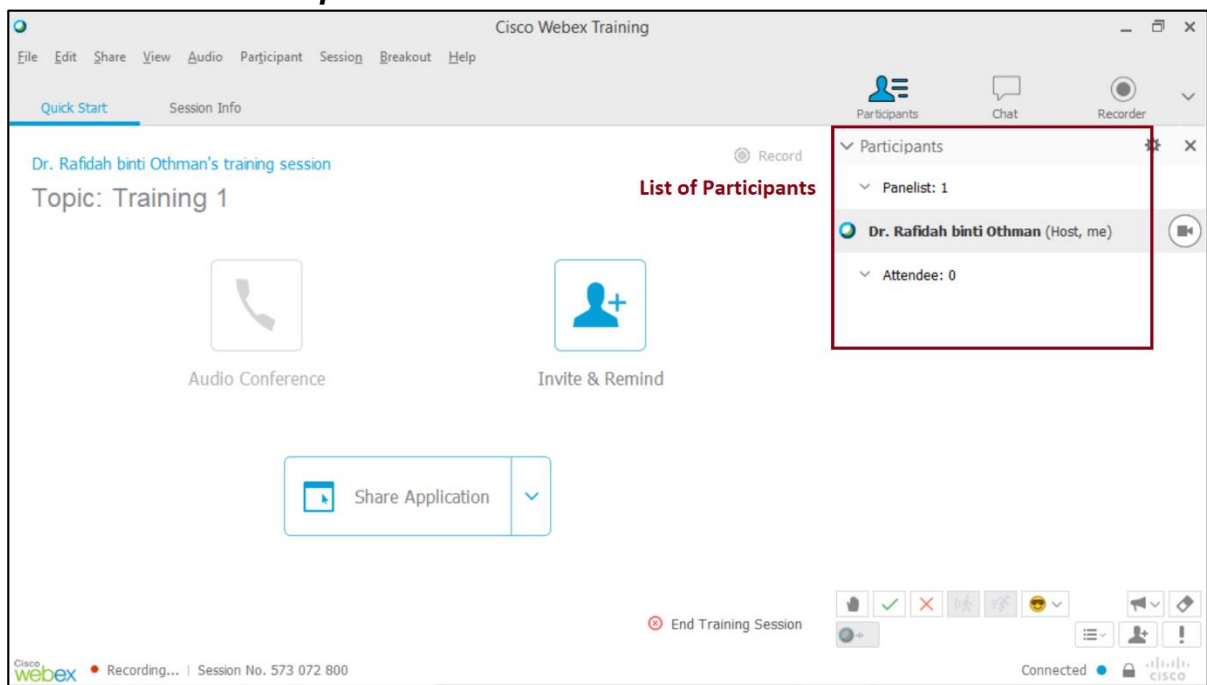 Cisco Webex Training
File Edit Share View Audio Participant Session Breakout Help
Quick Start Session Info
Participants Chat Recorder
Dr. Rafidah binti Othman's training session
Record
Topic: Training 1
List of Participants
Participants
Panelist: 1
Dr. Rafidah binti Othman (Host, me)
Attendee: 0
Audio Conference
Invite & Remind
Share Application
End Training Session
Cisco webex Recording... | Session No. 573 072 800
Connected
CISCO